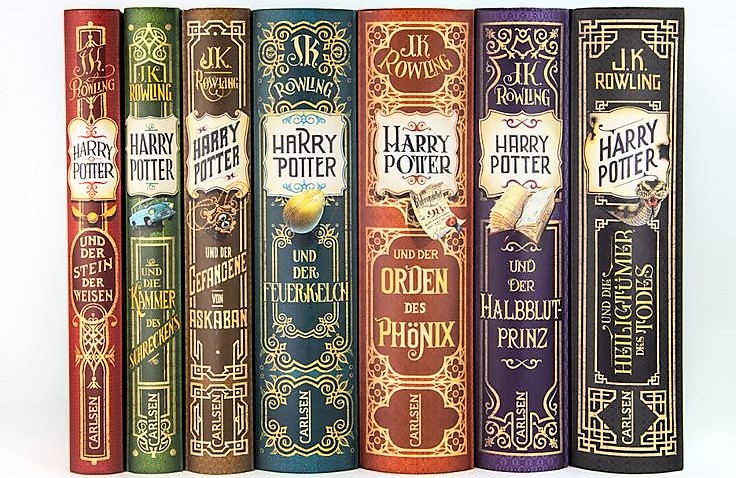 J.K.
ROWLING
HARRY
POTTER
UND
DER
STEIN
DER
WEISEN
CARLSEN
J.K.
ROWLING
HARRY
POTTER
UND
DIE
KAMMER
DES
SCHRECKENS
CARLSEN
J.K.
ROWLING
HARRY
POTTER
UND DER
GEFANGENE
VON
ASKABAN
CARLSEN
JK
ROWLING
HARRY
POTTER
UND
DER
FEUERKELCH
CARLSEN
J.K.
ROWLING
HARRY
POTTER
UND DER
ORDEN
DES
PHÖNIX
CARLSEN
J.K.
ROWLING
HARRY
POTTER
UND
DER
HALBBLUT-
PRINZ
CARLSEN
J.K.
ROWLING
HARRY
POTTER
UND DIE
HEILIGTÜMER
DES TODES
CARLSEN